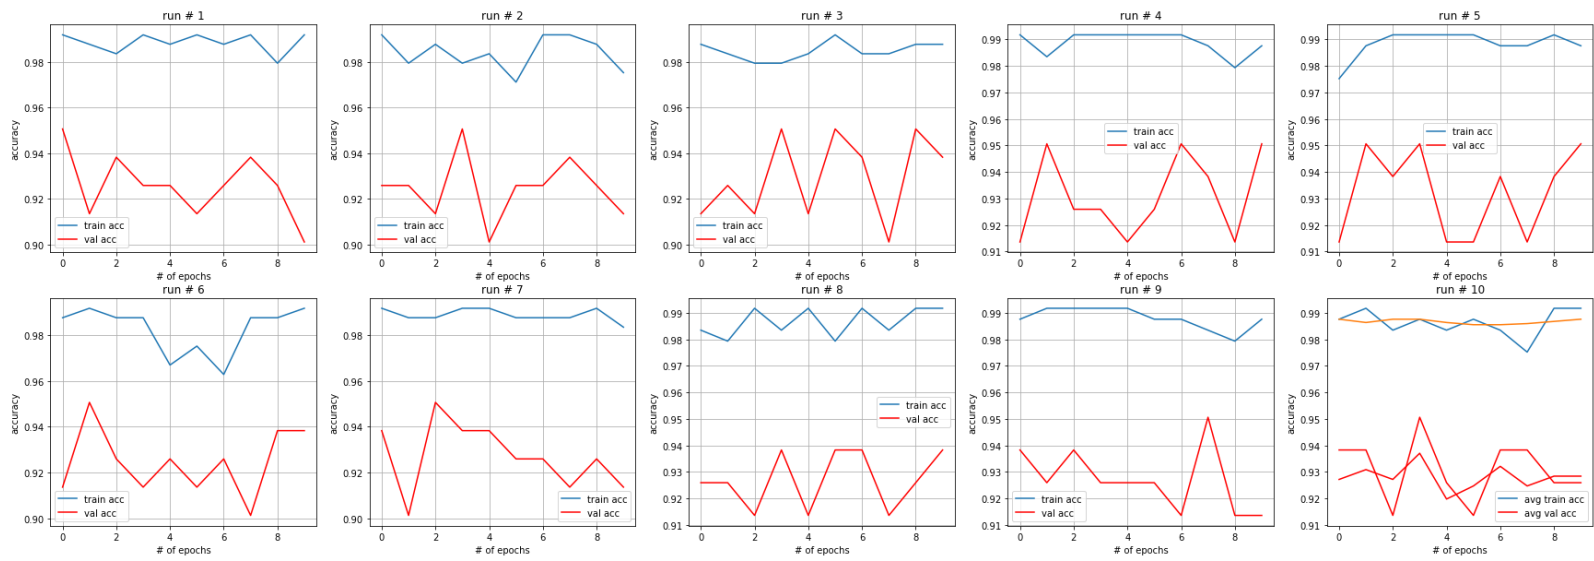 run # 1
0.98
0.96
0.94
0.92
0.90
accuracy
train acc
val acc
0 2 4 6 8
# of epochs
run # 2
0.98
0.96
0.94
0.92
0.90
accuracy
train acc
val acc
0 2 4 6 8
# of epochs
run # 3
0.98
0.96
0.94
0.92
0.90
accuracy
train acc
val acc
0 2 4 6 8
# of epochs
run # 4
0.99
0.98
0.97
0.96
0.95
0.94
0.93
0.92
0.91
accuracy
train acc
val acc
0 2 4 6 8
# of epochs
run # 5
0.99
0.98
0.97
0.96
0.95
0.94
0.93
0.92
0.91
accuracy
train acc
val acc
0 2 4 6 8
# of epochs
run # 6
0.98
0.96
0.94
0.92
0.90
accuracy
train acc
val acc
0 2 4 6 8
# of epochs
run # 7
0.98
0.96
0.94
0.92
0.90
accuracy
train acc
val acc
0 2 4 6 8
# of epochs
run # 8
0.99
0.98
0.97
0.96
0.95
0.94
0.93
0.92
0.91
accuracy
train acc
val acc
0 2 4 6 8
# of epochs
run # 9
0.99
0.98
0.97
0.96
0.95
0.94
0.93
0.92
0.91
accuracy
train acc
val acc
0 2 4 6 8
# of epochs
run # 10
0.99
0.98
0.97
0.96
0.95
0.94
0.93
0.92
0.91
accuracy
avg train acc
avg val acc
0 2 4 6 8
# of epochs